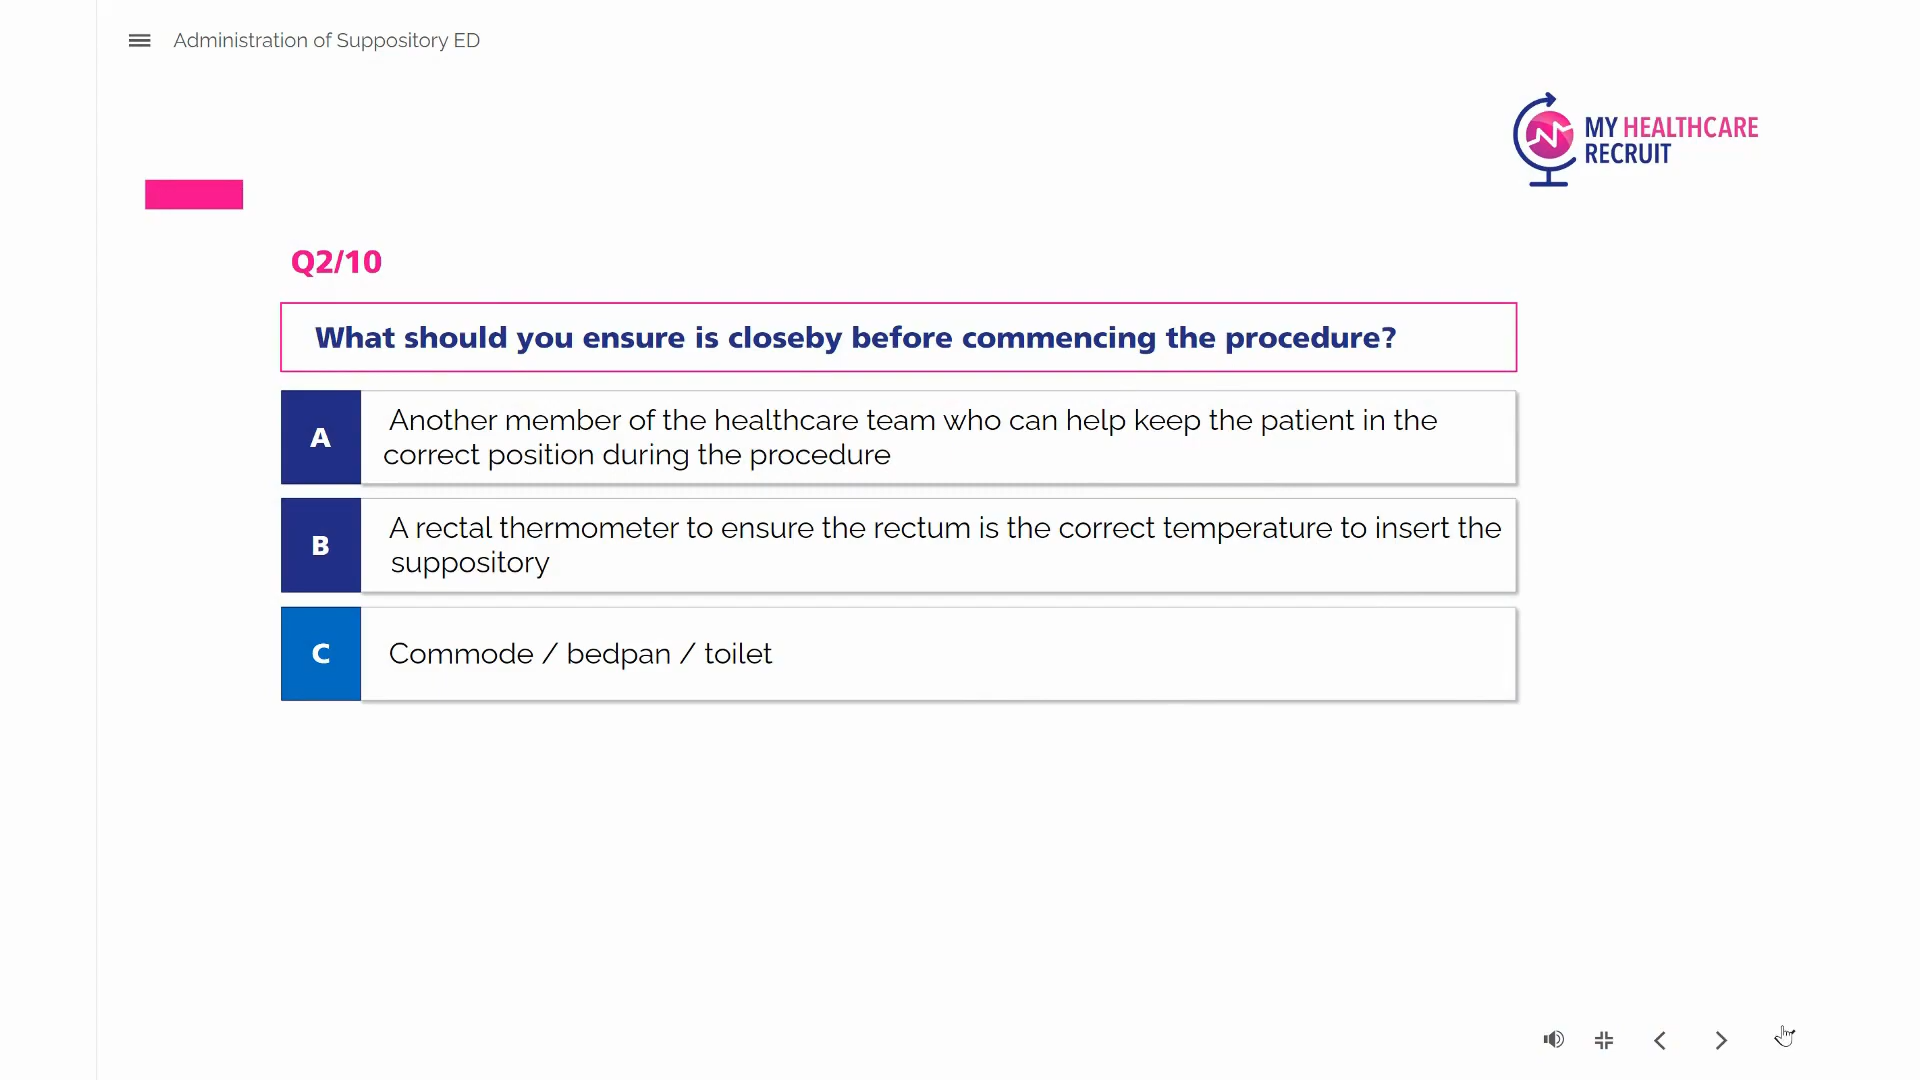 Administration of Suppository ED
MY HEALTHCARE
RECRUIT
Q2/10
What should you ensure is closeby before commencing the procedure?
A
Another member of the healthcare team who can help keep the patient in the
correct position during the procedure
B
A rectal thermometer to ensure the rectum is the correct temperature to insert the
suppository
C
Commode / bedpan / toilet